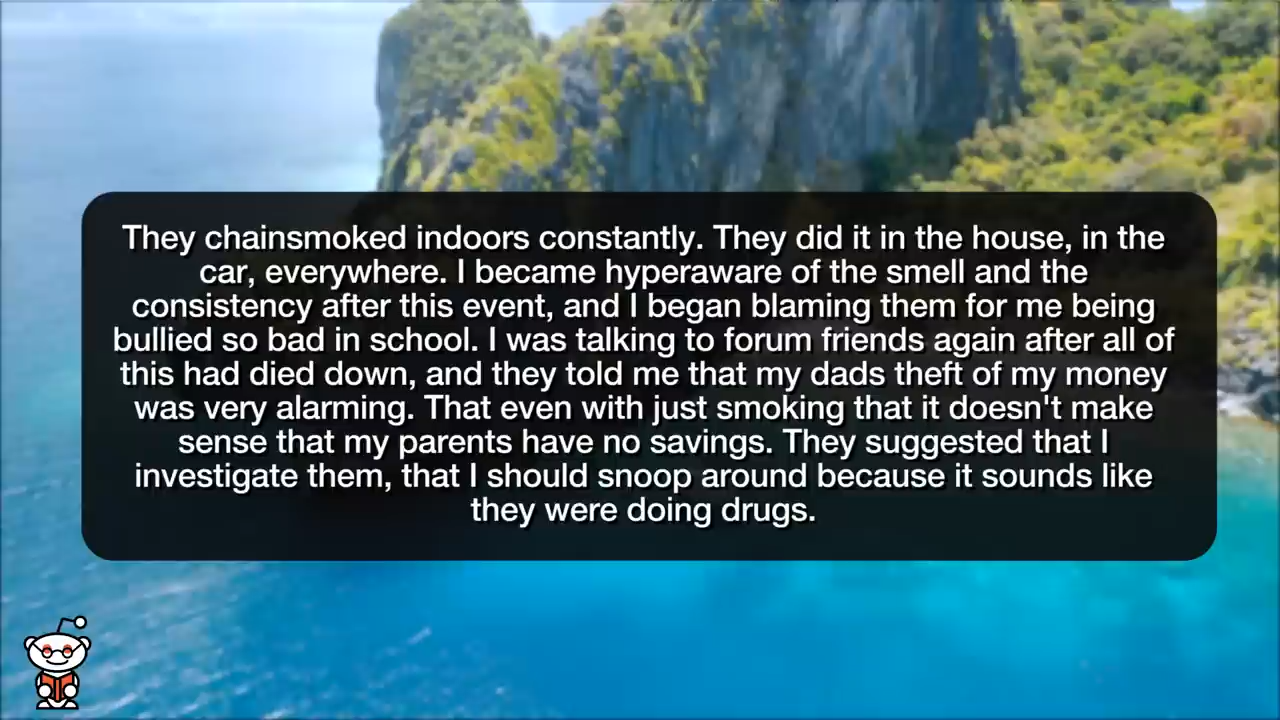 They chainsmoked indoors constantly. They did it in the house, in the
car, everywhere. I became hyperaware of the smell and the
consistency after this event, and I began blaming them for me being
bullied so bad in school. I was talking to forum friends again after all of
this had died down, and they told me that my dads theft of my money
was very alarming. That even with just smoking that it doesn't make
sense that my parents have no savings. They suggested that I
investigate them, that I should snoop around because it sounds like
they were doing drugs.